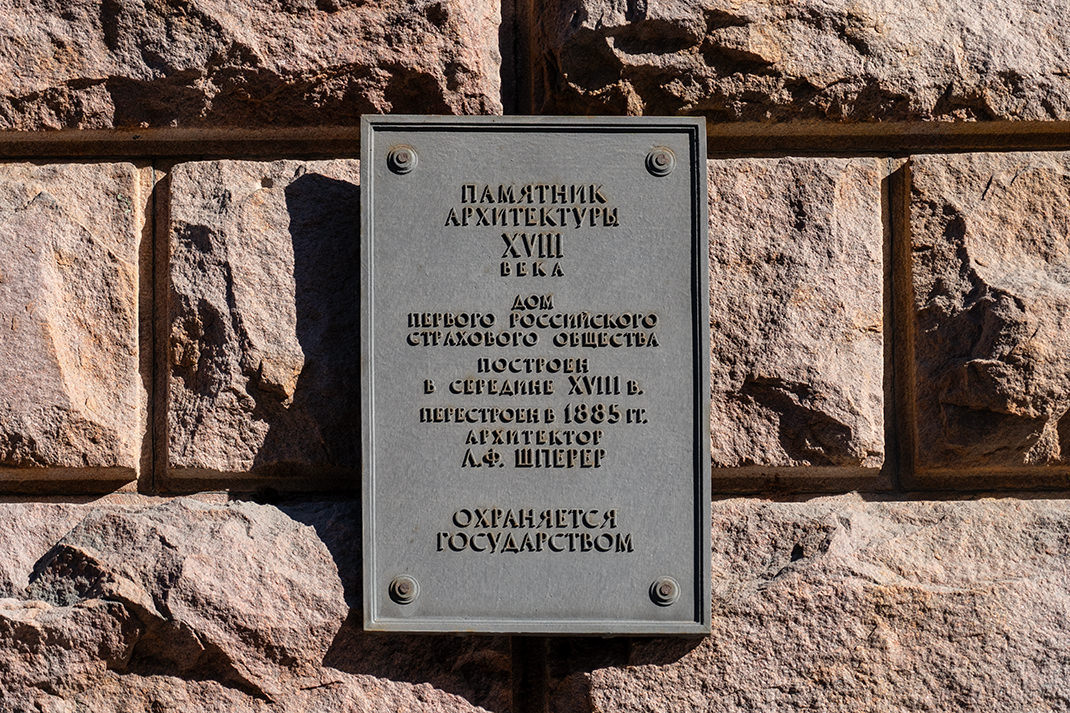 ПАМЯТНИК
АРХИТЕКТУРЫ
XVIII
ВЕКА
ДОМ
ПЕРВОГО РОССИЙСКОГО
СТРАХОВОГО ОБЩЕСТВА
ПОСТРОЕН
В СЕРЕДИНЕ XVIII В.
ПЕРЕСТРОЕН В 1885 ГГ.
АРХИТЕКТОР
А.Ф. ШПЕРЕР
ОХРАНЯЕТСЯ
ГОСУДАРСТВОМ